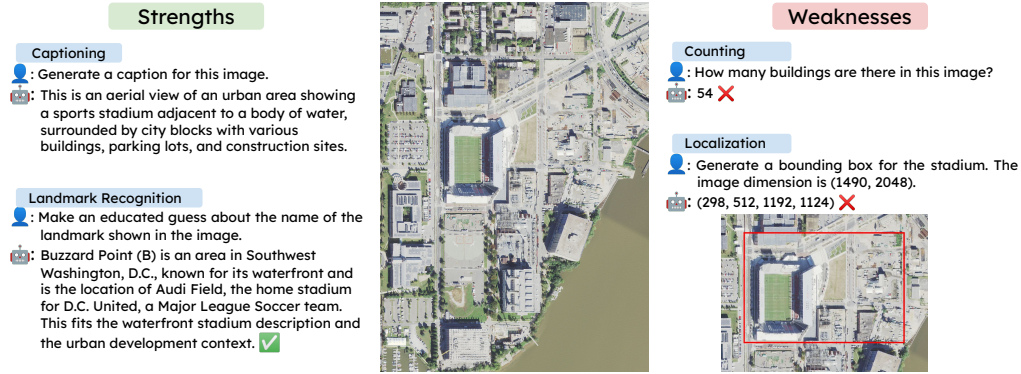 Strengths
Captioning
: Generate a caption for this image.
: This is an aerial view of an urban area showing
a sports stadium adjacent to a body of water,
surrounded by city blocks with various
buildings, parking lots, and construction sites.
Landmark Recognition
: Make an educated guess about the name of the
landmark shown in the image.
: Buzzard Point (B) is an area in Southwest
Washington, D.C., known for its waterfront and
is the location of Audi Field, the home stadium
for D.C. United, a Major League Soccer team.
This fits the waterfront stadium description and
the urban development context.
Weaknesses
Counting
: How many buildings are there in this image?
: 54
Localization
: Generate a bounding box for the stadium. The
image dimension is (1490, 2048).
: (298, 512, 1192, 1124)